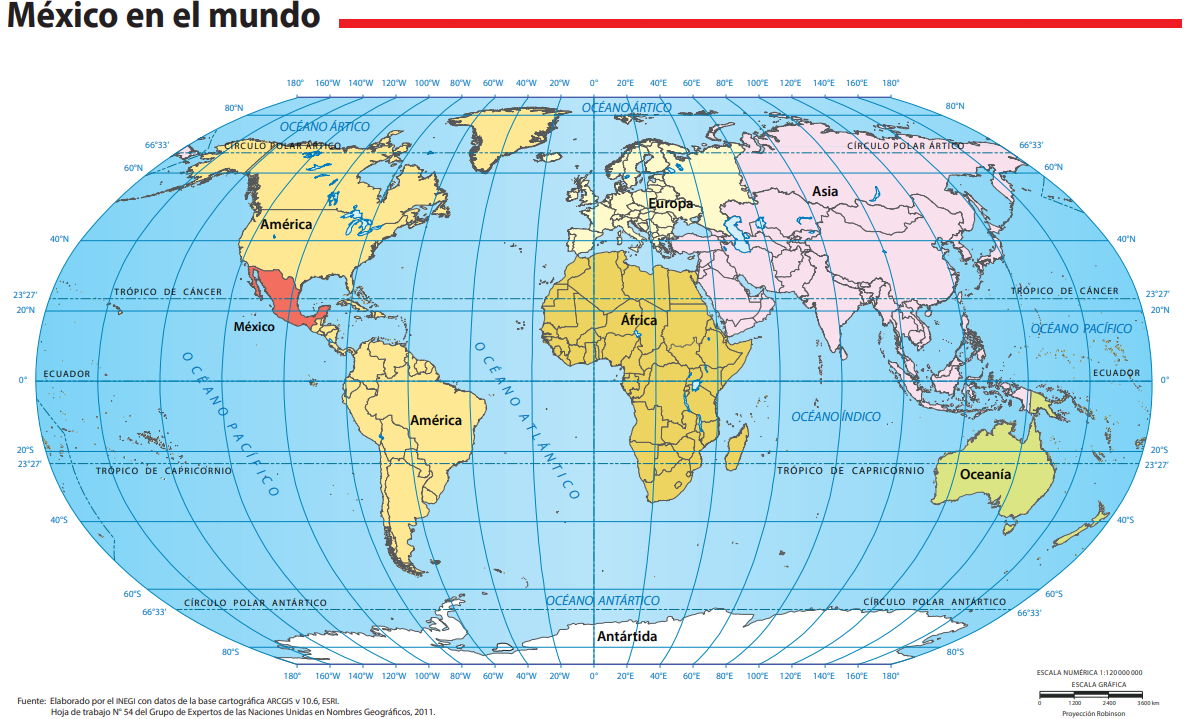 México en el mundo
180° 160°W 140°W 120°W 100°W 80°W 60°W 40°W 20°W 0° 20°E 40°E 60°E 80°E 100°E 120°E 140°E 160°E 180°
80°N OCÉANO ÁRTICO 80°N
OCÉANO ÁRTICO
66°33' CÍRCULO POLAR ÁRTICO CÍRCULO POLAR ÁRTICO 66°33'
60°N 60°N
Asia
Europa
América
40°N 40°N
TRÓPICO DE CÁNCER TRÓPICO DE CÁNCER
23°27' 23°27'
20°N 20°N
África
México OCÉANO PACÍFICO
ECUADOR ECUADOR
0° 0°
OCÉANO PACÍFICO
OCÉANO ATLÁNTICO
América OCÉANO ÍNDICO
20°S 20°S
23°27' TRÓPICO DE CAPRICORNIO TRÓPICO DE CAPRICORNIO 23°27'
Oceanía
40°S 40°S
60°S 60°S
CÍRCULO POLAR ANTÁRTICO OCÉANO ANTÁRTICO CÍRCULO POLAR ANTÁRTICO
66°33' 66°33'
Antártida
80°S 80°S
180° 160°W 140°W 120°W 100°W 80°W 60°W 40°W 20°W 0° 20°E 40°E 60°E 80°E 100°E 120°E 140°E 160°E 180°
ESCALA NUMÉRICA 1:120 000 000
ESCALA GRÁFICA
0 1200 2400 3600 km
Proyección Robinson
Fuente: Elaborado por el INEGI con datos de la base cartográfica ARCGIS v 10.6, ESRI.
Hoja de trabajo N° 54 del Grupo de Expertos de las Naciones Unidas en Nombres Geográficos, 2011.